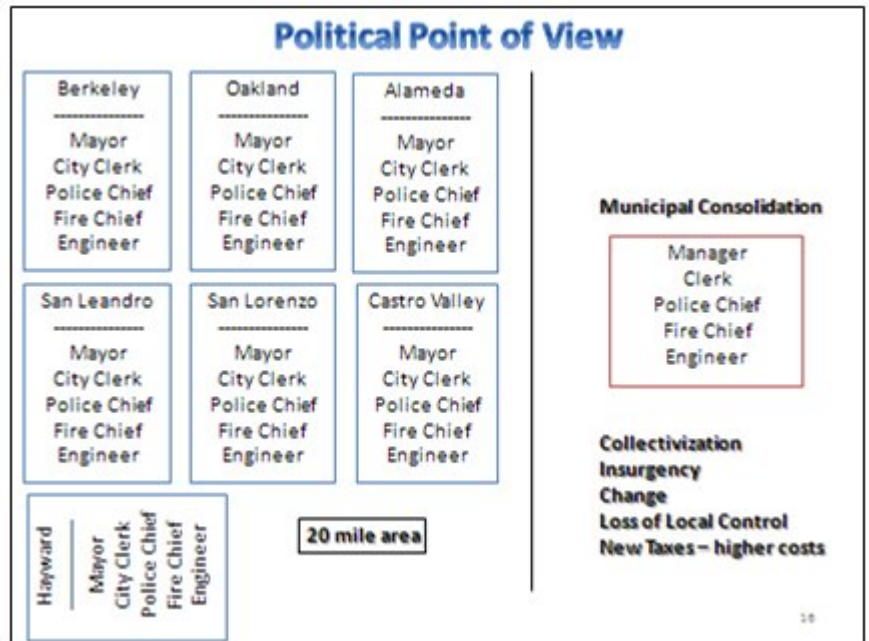 Political Point of View
Berkeley
---------------
Mayor
City Clerk
Police Chief
Fire Chief
Engineer
Oakland
---------------
Mayor
City Clerk
Police Chief
Fire Chief
Engineer
Alameda
---------------
Mayor
City Clerk
Police Chief
Fire Chief
Engineer
San Leandro
---------------
Mayor
City Clerk
Police Chief
Fire Chief
Engineer
San Lorenzo
---------------
Mayor
City Clerk
Police Chief
Fire Chief
Engineer
Castro Valley
---------------
Mayor
City Clerk
Police Chief
Fire Chief
Engineer
Hayward
Mayor
City Clerk
Police Chief
Fire Chief
Engineer
20 mile area
Municipal Consolidation
Manager
Clerk
Police Chief
Fire Chief
Engineer
Collectivization
Insurgency
Change
Loss of Local Control
New Taxes – higher costs